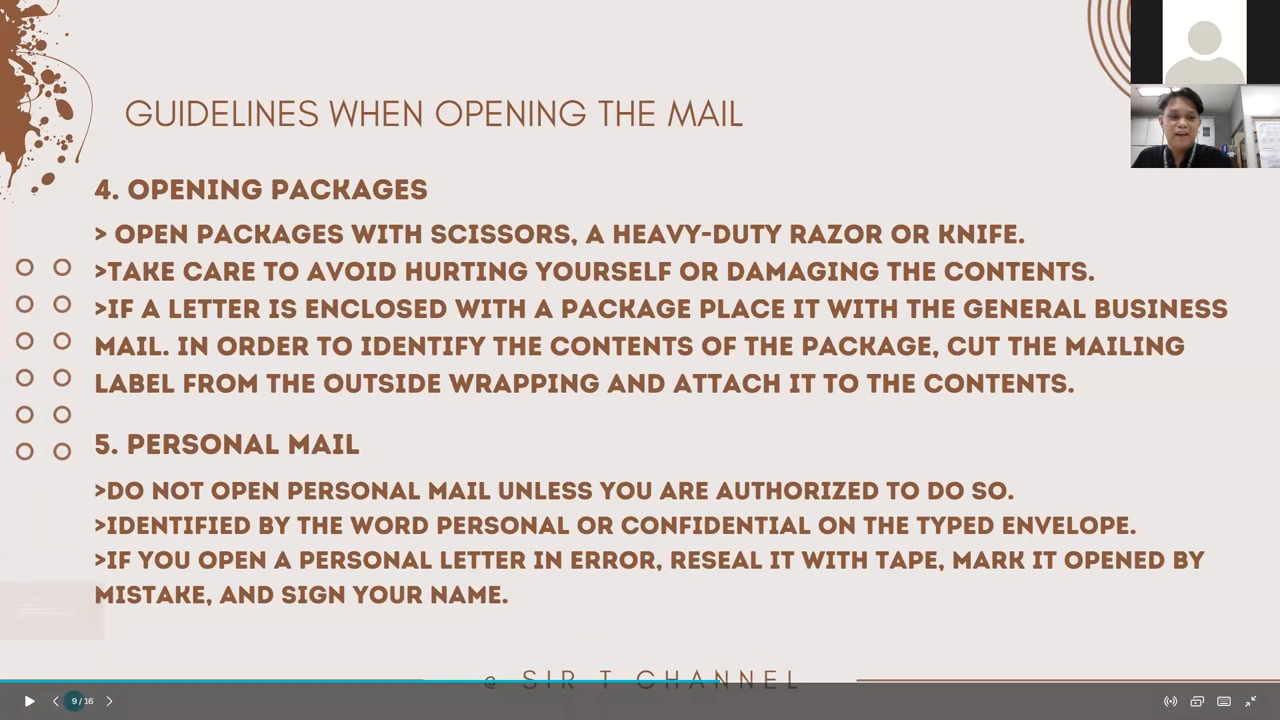 GUIDELINES WHEN OPENING THE MAIL
4. OPENING PACKAGES
> OPEN PACKAGES WITH SCISSORS, A HEAVY-DUTY RAZOR OR KNIFE.
>TAKE CARE TO AVOID HURTING YOURSELF OR DAMAGING THE CONTENTS.
>IF A LETTER IS ENCLOSED WITH A PACKAGE PLACE IT WITH THE GENERAL BUSINESS
MAIL. IN ORDER TO IDENTIFY THE CONTENTS OF THE PACKAGE, CUT THE MAILING
LABEL FROM THE OUTSIDE WRAPPING AND ATTACH IT TO THE CONTENTS.
5. PERSONAL MAIL
>DO NOT OPEN PERSONAL MAIL UNLESS YOU ARE AUTHORIZED TO DO SO.
>IDENTIFIED BY THE WORD PERSONAL OR CONFIDENTIAL ON THE TYPED ENVELOPE.
>IF YOU OPEN A PERSONAL LETTER IN ERROR, RESEAL IT WITH TAPE, MARK IT OPENED BY
MISTAKE, AND SIGN YOUR NAME.
@ SIR T CHANNEL
9 / 16